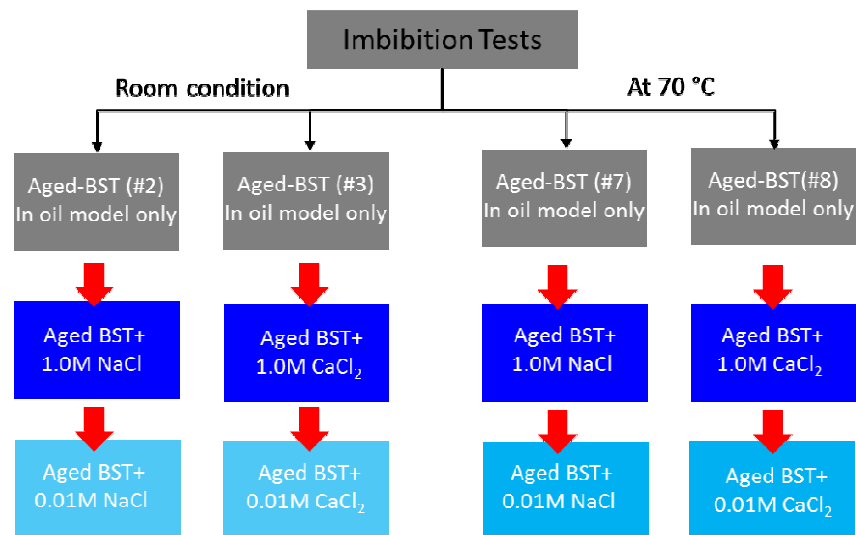 Imbibition Tests
Room condition
At 70 °C
Aged-BST (#2)
In oil model only
Aged-BST (#3)
In oil model only
Aged-BST (#7)
In oil model only
Aged-BST(#8)
In oil model only
Aged BST+
1.0M NaCl
Aged BST+
1.0M CaCl₂
Aged BST+
1.0M NaCl
Aged BST+
1.0M CaCl₂
Aged BST+
0.01M NaCl
Aged BST+
0.01M CaCl₂
Aged BST+
0.01M NaCl
Aged BST+
0.01M CaCl₂